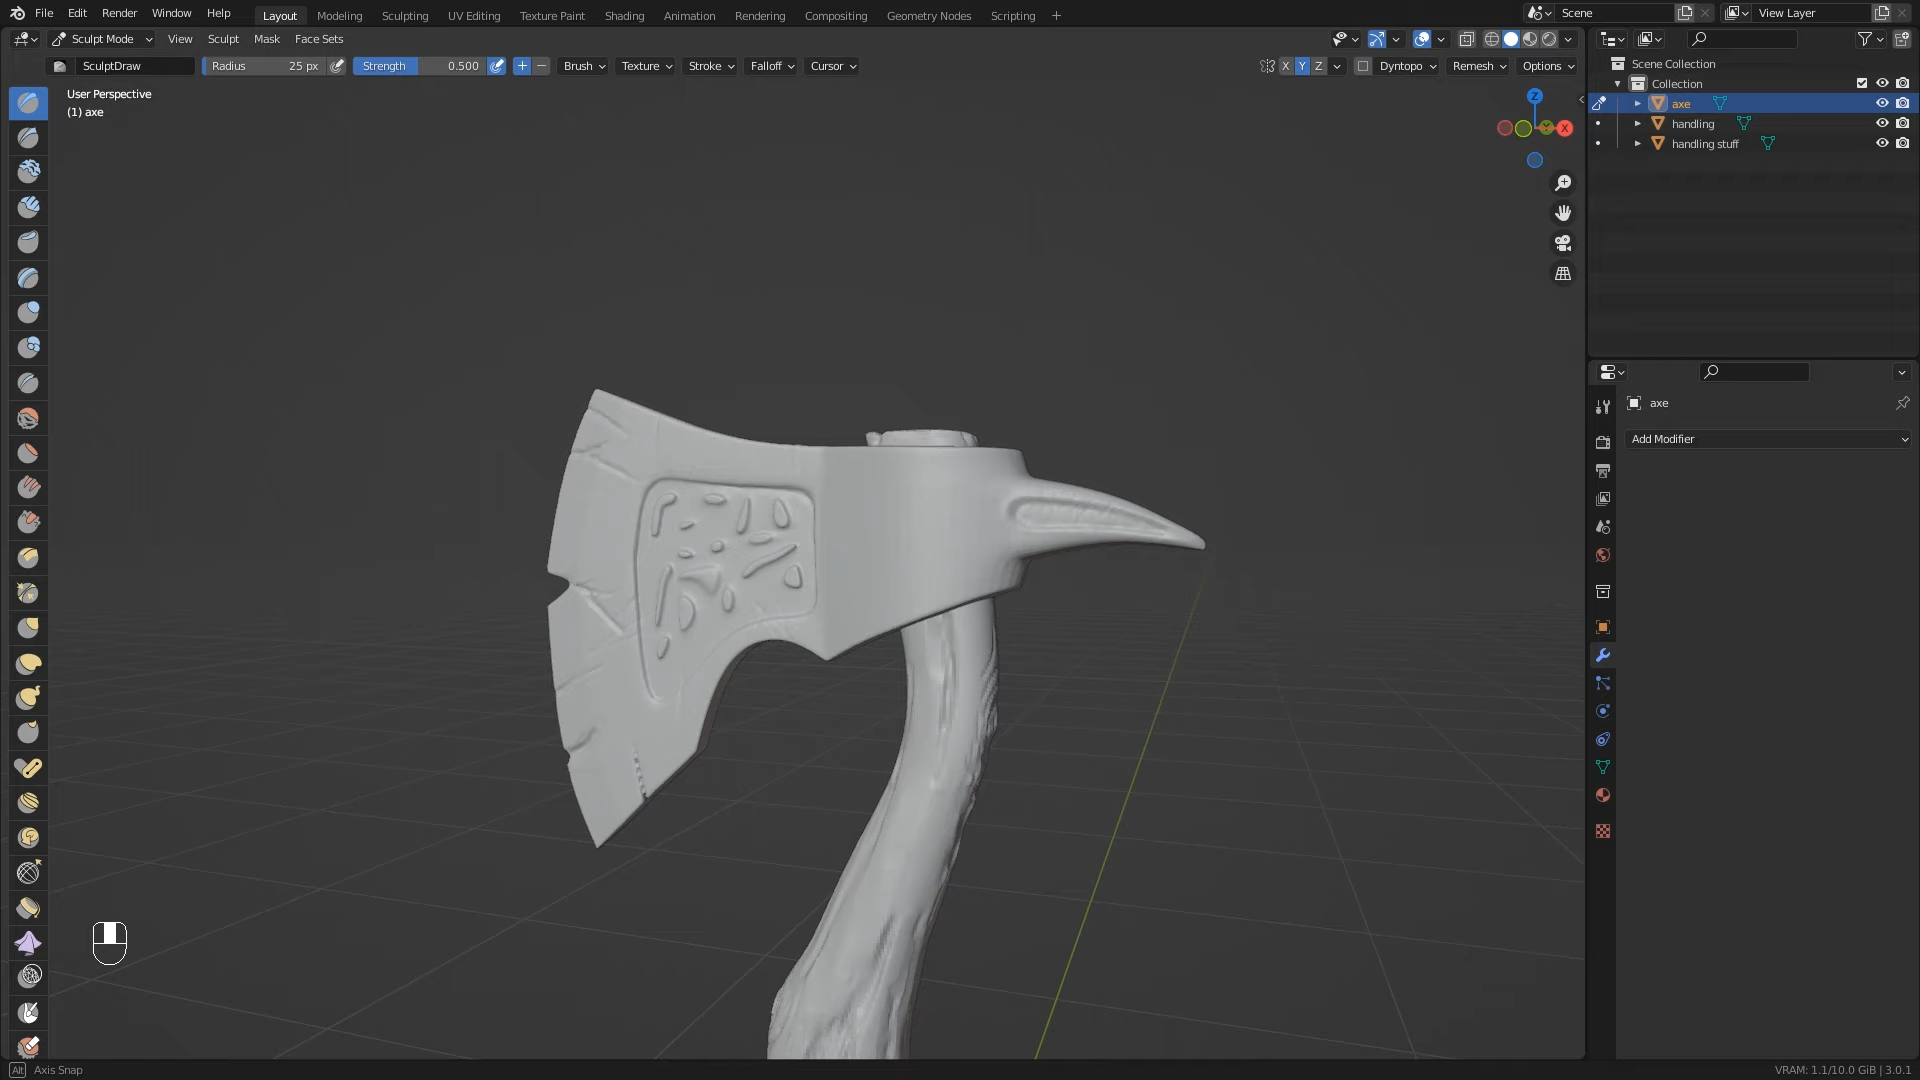 File Edit Render Window Help Layout Modeling Sculpting UV Editing Texture Paint Shading Animation Rendering Compositing Geometry Nodes Scripting + Scene View Layer
Sculpt Mode View Sculpt Mask Face Sets
SculptDraw Radius 25 px Strength 0.500 + − Brush Texture Stroke Falloff Cursor X Y Z Dyntopo Remesh Options
User Perspective
(1) axe
Z
Y X
Scene Collection
Collection
axe
handling
handling stuff
axe
Add Modifier
Alt Axis Snap VRAM: 1.1/10.0 GiB | 3.0.1